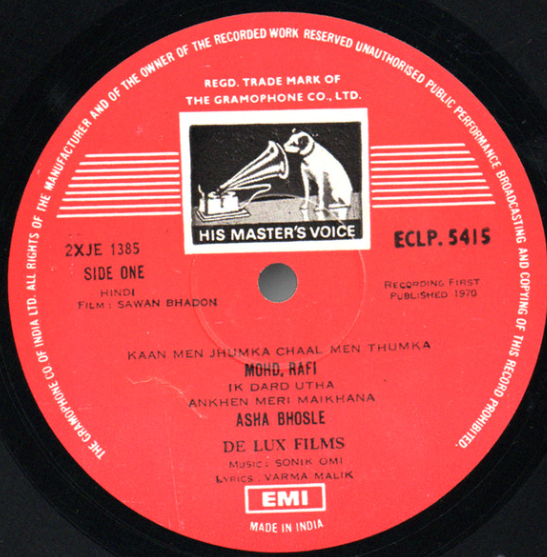 THE GRAMOPHONE CO OF INDIA LTD. ALL RIGHTS OF THE MANUFACTURER AND OF THE OWNER OF THE RECORDED WORK RESERVED UNAUTHORISED PUBLIC PERFORMANCE BROADCASTING AND COPYING OF THIS RECORD PROHIBITED.
REGD. TRADE MARK OF
THE GRAMOPHONE CO., LTD.
HIS MASTER'S VOICE
2XJE 1385
ECLP. 5415
SIDE ONE
HINDI
FILM: SAWAN BHADON
RECORDING FIRST
PUBLISHED 1970
KAAN MEN JHUMKA CHAAL MEN THUMKA
MOHD, RAFI
IK DARD UTHA
ANKHEN MERI MAIKHANA
ASHA BHOSLE
DE LUX FILMS
MUSIC: SONIK OMI
LYRICS: VARMA MALIK
EMI
MADE IN INDIA